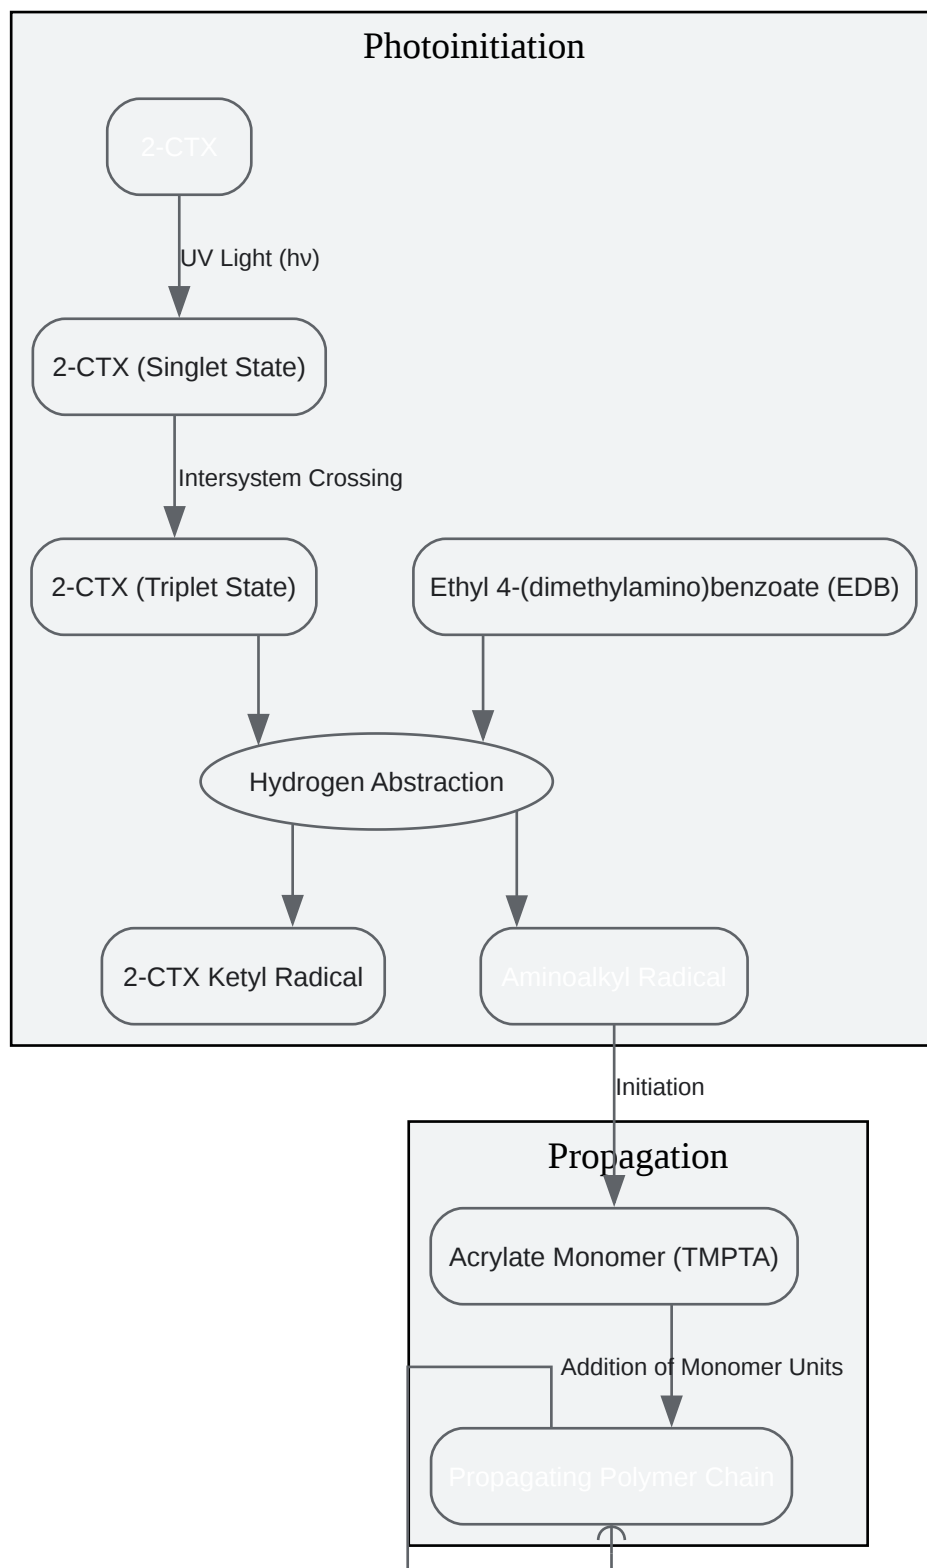 Photoinitiation
2-CTX
UV Light (hν)
2-CTX (Singlet State)
Intersystem Crossing
2-CTX (Triplet State)
Ethyl 4-(dimethylamino)benzoate (EDB)
Hydrogen Abstraction
2-CTX Ketyl Radical
Aminoalkyl Radical
Initiation
Propagation
Acrylate Monomer (TMPTA)
Addition of Monomer Units
Propagating Polymer Chain